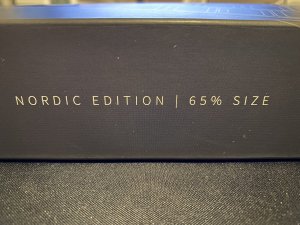 NORDIC EDITION | 65% SIZE